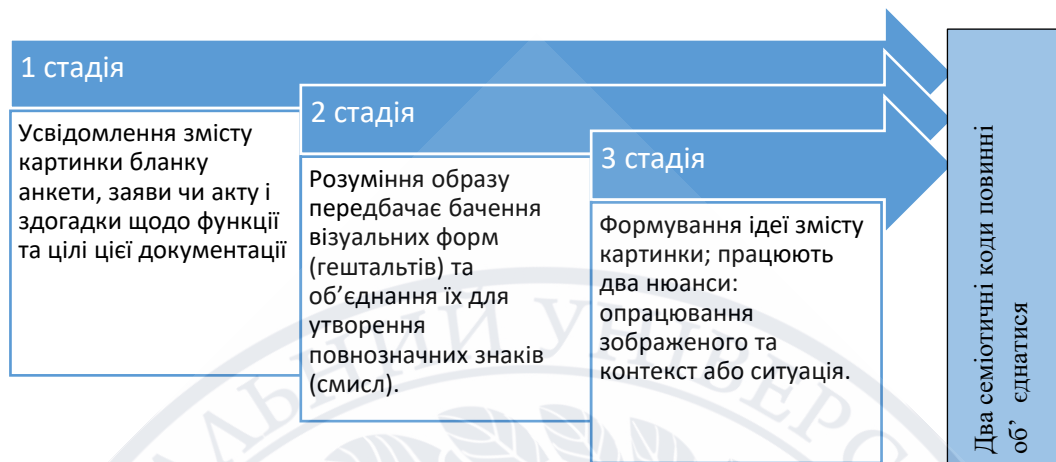 1 стадія
Усвідомлення змісту
картинки бланку
анкети, заяви чи акту і
здогадки щодо функції
та цілі цієї документації
2 стадія
Розуміння образу
передбачає бачення
візуальних форм
(гештальтів) та
об’єднання їх для
утворення
повнозначних знаків
(смисл).
3 стадія
Формування ідеї змісту
картинки; працюють
два нюанси:
опрацювання
зображеного та
контекст або ситуація.
Два семіотичні коди повинні
об’ єднатися